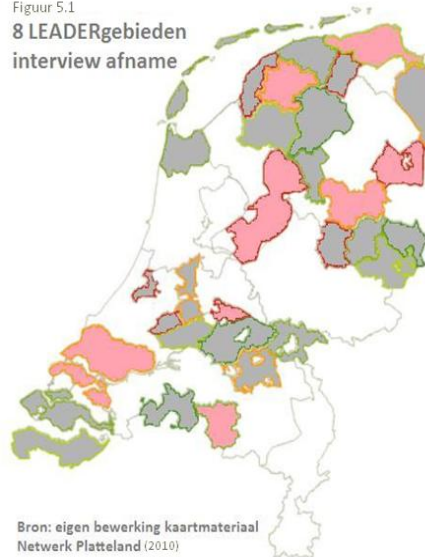 Figuur 5.1
8 LEADERgebieden
interview afname
Bron: eigen bewerking kaartmateriaal
Netwerk Platteland (2010)